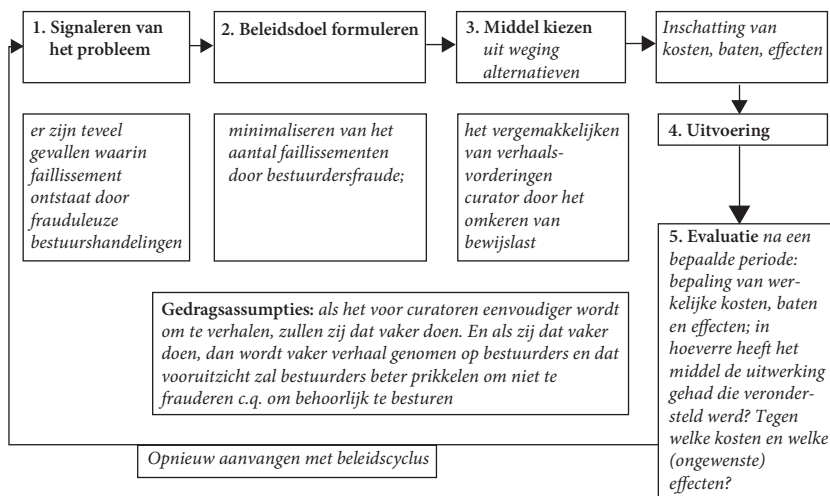 1. Signaleren van
het probleem
2. Beleidsdoel formuleren
3. Middel kiezen
uit weging
alternatieven
Inschatting van
kosten, baten, effecten
er zijn teveel
gevallen waarin
faillissement
ontstaat door
frauduleuze
bestuurshandelingen
minimaliseren van het
aantal faillissementen
door bestuurdersfraude;
het vergemakkelijken
van verhaals-
vorderingen
curator door het
omkeren van
bewijslast
4. Uitvoering
5. Evaluatie na een
bepaalde periode:
bepaling van wer-
kelijke kosten, baten
en effecten; in
hoeverre heeft het
middel de uitwerking
gehad die veronder-
steld werd? Tegen
welke kosten en welke
(ongewenste)
effecten?
Gedragsassumpties: als het voor curatoren eenvoudiger wordt
om te verhalen, zullen zij dat vaker doen. En als zij dat vaker
doen, dan wordt vaker verhaal genomen op bestuurders en dat
vooruitzicht zal bestuurders beter prikkelen om niet te
frauderen c.q. om behoorlijk te besturen
Opnieuw aanvangen met beleidscyclus